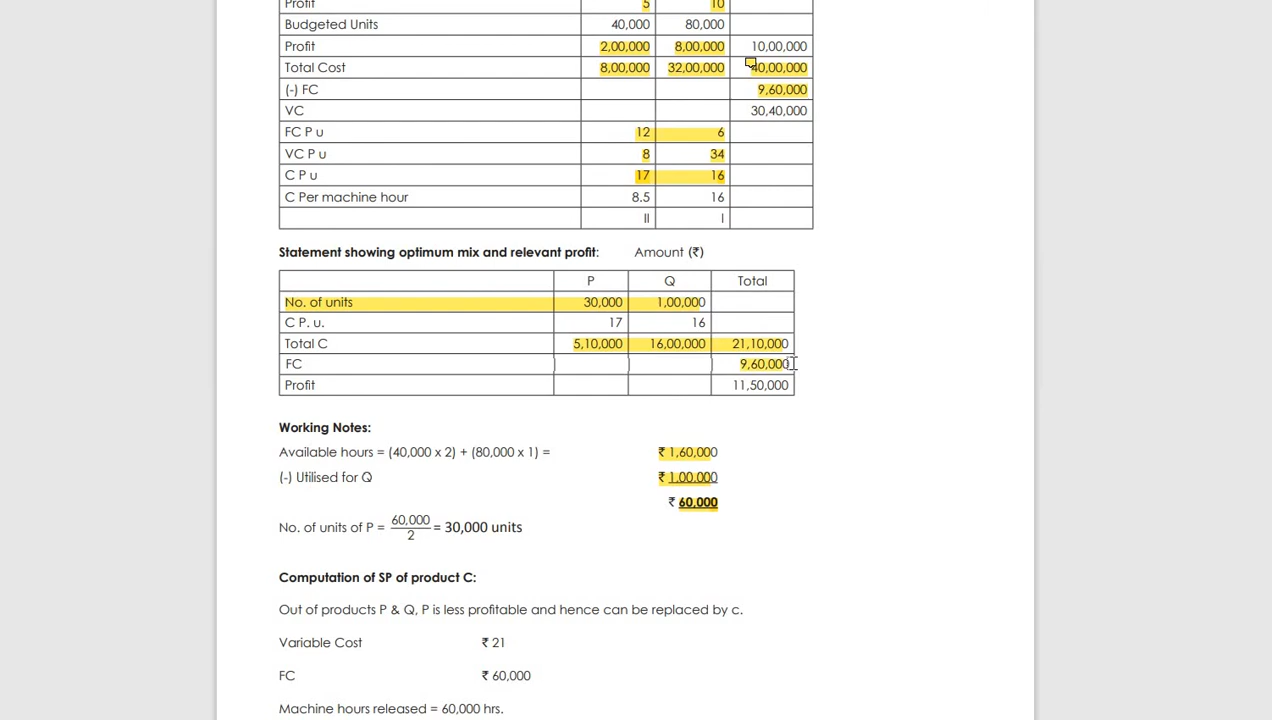 Profit 5 10
Budgeted Units 40,000 80,000
Profit 2,00,000 8,00,000 10,00,000
Total Cost 8,00,000 32,00,000 40,00,000
(-) FC 9,60,000
VC 30,40,000
FC P u 12 6
VC P u 8 34
C P u 17 16
C Per machine hour 8.5 16
II I
Statement showing optimum mix and relevant profit: Amount (₹)
P Q Total
No. of units 30,000 1,00,000
C P. u. 17 16
Total C 5,10,000 16,00,000 21,10,000
FC 9,60,000
Profit 11,50,000
Working Notes:
Available hours = (40,000 x 2) + (80,000 x 1) = ₹ 1,60,000
(-) Utilised for Q ₹ 1,00,000
₹ 60,000
No. of units of P = 60,000/2 = 30,000 units
Computation of SP of product C:
Out of products P & Q, P is less profitable and hence can be replaced by c.
Variable Cost ₹ 21
FC ₹ 60,000
Machine hours released = 60,000 hrs.